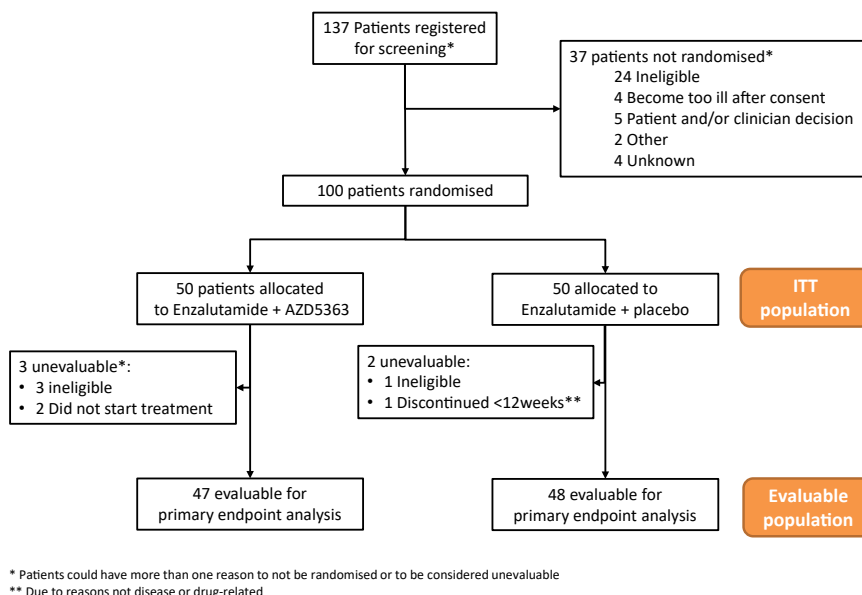 137 Patients registered
for screening*
37 patients not randomised*
24 Ineligible
4 Become too ill after consent
5 Patient and/or clinician decision
2 Other
4 Unknown
100 patients randomised
50 patients allocated
to Enzalutamide + AZD5363
50 allocated to
Enzalutamide + placebo
ITT
population
3 unevaluable*:
• 3 ineligible
• 2 Did not start treatment
2 unevaluable:
• 1 Ineligible
• 1 Discontinued <12weeks**
47 evaluable for
primary endpoint analysis
48 evaluable for
primary endpoint analysis
Evaluable
population
* Patients could have more than one reason to not be randomised or to be considered unevaluable
** Due to reasons not disease or drug-related